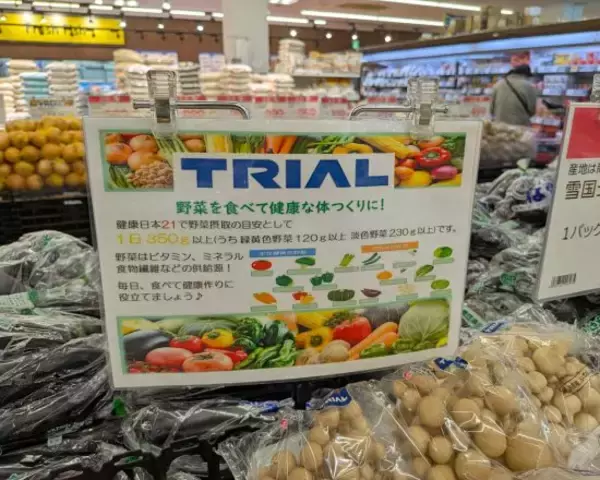 TRIAL
野菜を食べて健康な体つくりに!
健康日本21で野菜摂取の目安として
1日350g以上(うち緑黄色野菜120g以上 淡色野菜230g以上)です。
野菜はビタミン、ミネラル
食物繊維などの供給源!
毎日、食べて健康作りに
役立てましょう♪
産地は
雪国
1パック